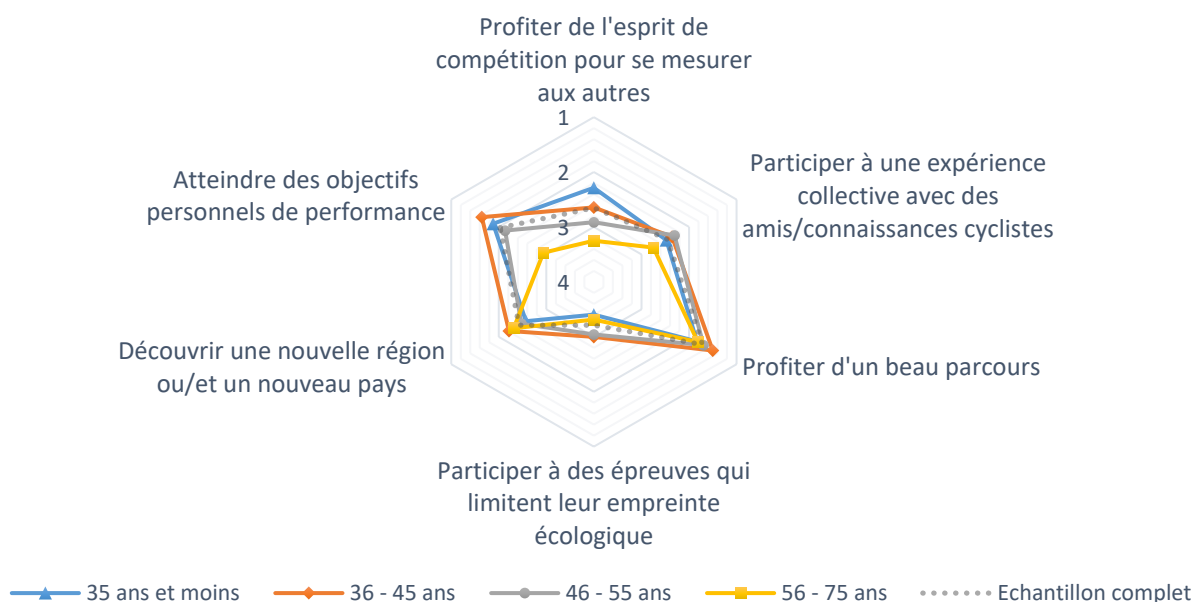 Profiter de l'esprit de
compétition pour se mesurer
aux autres
1
2
3
4
Participer à une expérience
collective avec des
amis/connaissances cyclistes
Profiter d'un beau parcours
Participer à des épreuves qui
limitent leur empreinte
écologique
Découvrir une nouvelle région
ou/et un nouveau pays
Atteindre des objectifs
personnels de performance
35 ans et moins
36 - 45 ans
46 - 55 ans
56 - 75 ans
Echantillon complet